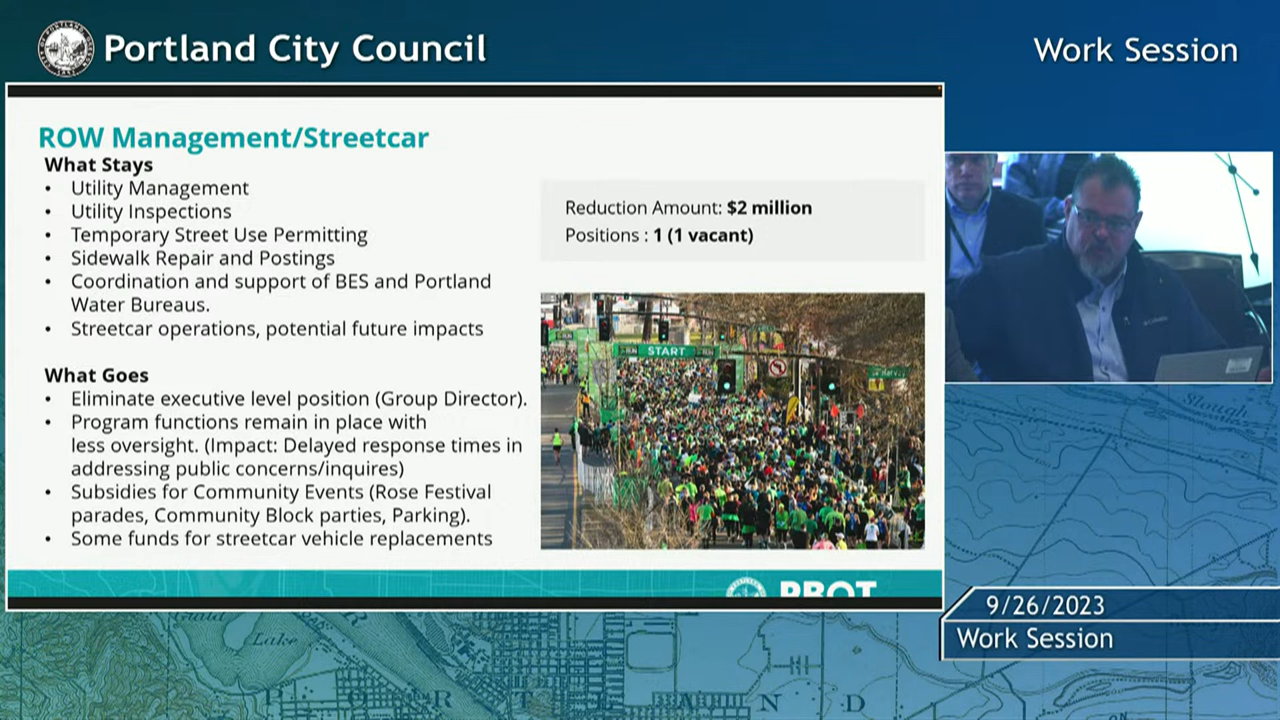 Portland City Council
Work Session
ROW Management/Streetcar
What Stays
• Utility Management
• Utility Inspections
• Temporary Street Use Permitting
• Sidewalk Repair and Postings
• Coordination and support of BES and Portland
Water Bureaus.
• Streetcar operations, potential future impacts
What Goes
• Eliminate executive level position (Group Director).
• Program functions remain in place with
less oversight. (Impact: Delayed response times in
addressing public concerns/inquires)
• Subsidies for Community Events (Rose Festival
parades, Community Block parties, Parking).
• Some funds for streetcar vehicle replacements
Reduction Amount: $2 million
Positions : 1 (1 vacant)
START
PBOT
9/26/2023
Work Session
Slough
Guild
Lake
P O R T L A N D